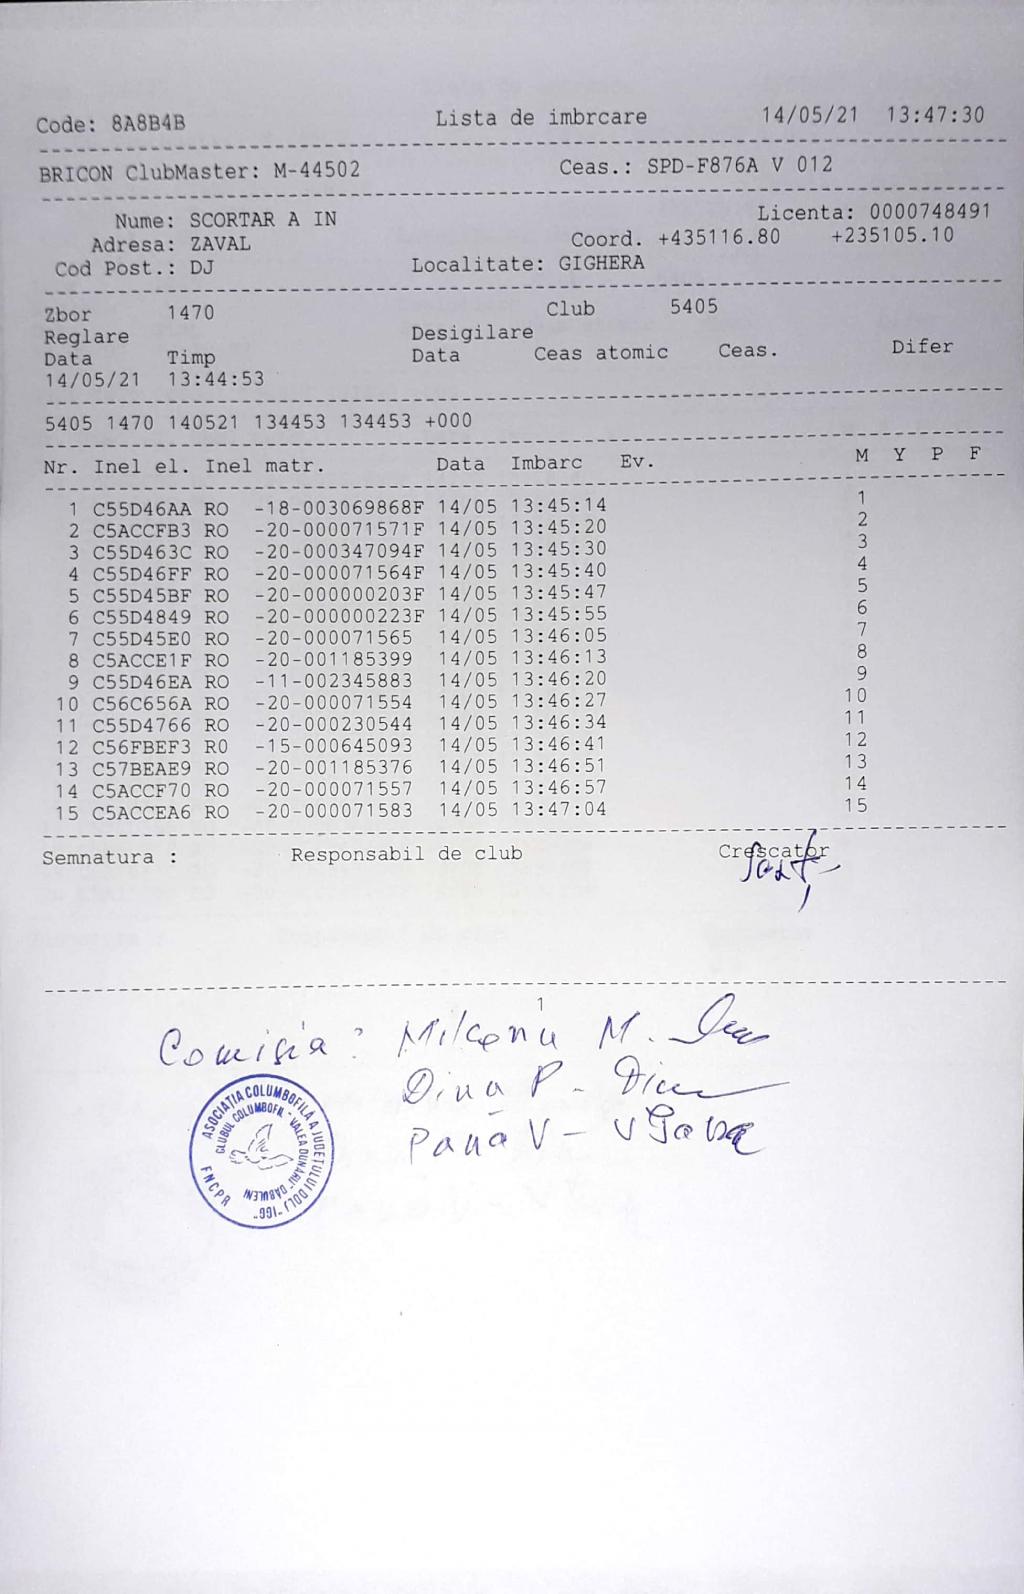 Code: 8A8B4B Lista de imbrcare 14/05/21 13:47:30
BRICON ClubMaster: M-44502 Ceas.: SPD-F876A V 012
Nume: SCORTAR A IN Licenta: 0000748491
Adresa: ZAVAL Coord. +435116.80 +235105.10
Cod Post.: DJ Localitate: GIGHERA
Zbor 1470 Club 5405
Reglare Desigilare
Data Timp Data Ceas atomic Ceas. Difer
14/05/21 13:44:53
5405 1470 140521 134453 134453 +000
Nr. Inel el. Inel matr. Data Imbarc Ev. M Y P F
1 C55D46AA RO -18-003069868F 14/05 13:45:14 1
2 C5ACCFB3 RO -20-000071571F 14/05 13:45:20 2
3 C55D463C RO -20-000347094F 14/05 13:45:30 3
4 C55D46FF RO -20-000071564F 14/05 13:45:40 4
5 C55D45BF RO -20-000000203F 14/05 13:45:47 5
6 C55D4849 RO -20-000000223F 14/05 13:45:55 6
7 C55D45E0 RO -20-000071565 14/05 13:46:05 7
8 C5ACCE1F RO -20-001185399 14/05 13:46:13 8
9 C55D46EA RO -11-002345883 14/05 13:46:20 9
10 C56C656A RO -20-000071554 14/05 13:46:27 10
11 C55D4766 RO -20-000230544 14/05 13:46:34 11
12 C56FBEF3 R0 -15-000645093 14/05 13:46:41 12
13 C57BEAE9 RO -20-001185376 14/05 13:46:51 13
14 C5ACCF70 RO -20-000071557 14/05 13:46:57 14
15 C5ACCEA6 RO -20-000071583 14/05 13:47:04 15
Semnatura : Responsabil de club Crescator
1
Comisia: M.
Dina P -
Pană V -
ASOCIAȚIA COLUMBOFILĂ A JUDEȚULUI DOLJ "166"
CLUBUL COLUMBOFIL "VALEA DUNĂRII" DĂBULENI
FNCPR